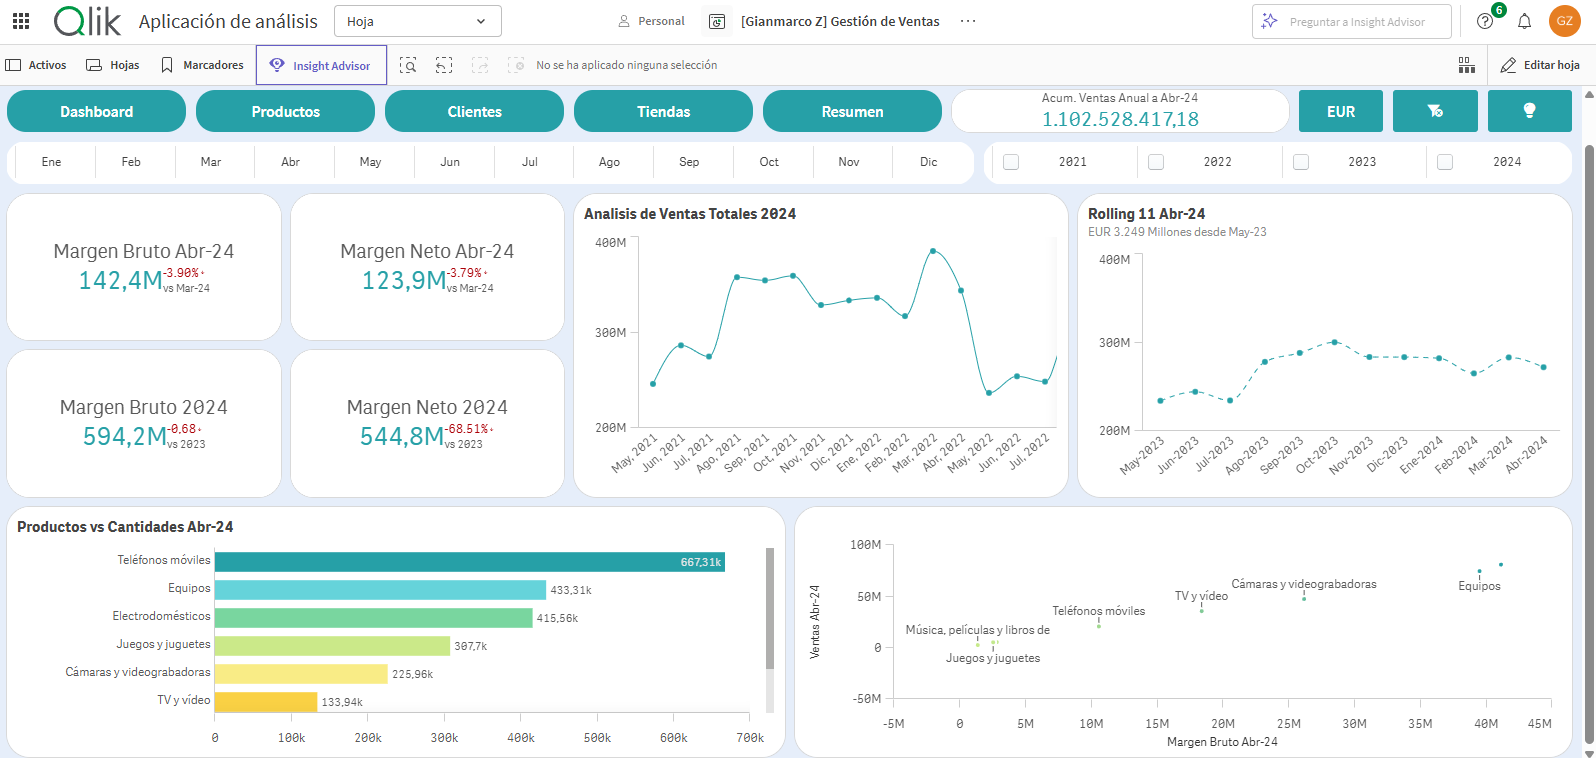 Qlik Aplicación de análisis Hoja Personal [Gianmarco Z] Gestión de Ventas ... Preguntar a Insight Advisor 6 GZ
Activos Hojas Marcadores Insight Advisor No se ha aplicado ninguna selección Editar hoja
Dashboard Productos Clientes Tiendas Resumen
Acum. Ventas Anual a Abr-24
1.102.528.417,18
EUR
Ene Feb Mar Abr May Jun Jul Ago Sep Oct Nov Dic
2021 2022 2023 2024
Margen Bruto Abr-24
142,4M -3.90%
vs Mar-24
Margen Neto Abr-24
123,9M -3.79%
vs Mar-24
Margen Bruto 2024
594,2M -0,68
vs 2023
Margen Neto 2024
544,8M -68.51%
vs 2023
Analisis de Ventas Totales 2024
400M
300M
200M
May, 2021 Jun, 2021 Jul, 2021 Ago, 2021 Sep, 2021 Oct, 2021 Nov, 2021 Dic, 2021 Ene, 2022 Feb, 2022 Mar, 2022 Abr, 2022 May, 2022 Jun, 2022 Jul, 2022
Rolling 11 Abr-24
EUR 3.249 Millones desde May-23
400M
300M
200M
May-2023 Jun-2023 Jul-2023 Ago-2023 Sep-2023 Oct-2023 Nov-2023 Dic-2023 Ene-2024 Feb-2024 Mar-2024 Abr-2024
Productos vs Cantidades Abr-24
Teléfonos móviles 667,31k
Equipos 433,31k
Electrodomésticos 415,56k
Juegos y juguetes 307,7k
Cámaras y videograbadoras 225,96k
TV y vídeo 133,94k
0 100k 200k 300k 400k 500k 600k 700k
Ventas Abr-24
100M
50M
0
-50M
Música, películas y libros de
Juegos y juguetes
Teléfonos móviles
TV y vídeo
Cámaras y videograbadoras
Equipos
-5M 0 5M 10M 15M 20M 25M 30M 35M 40M 45M
Margen Bruto Abr-24